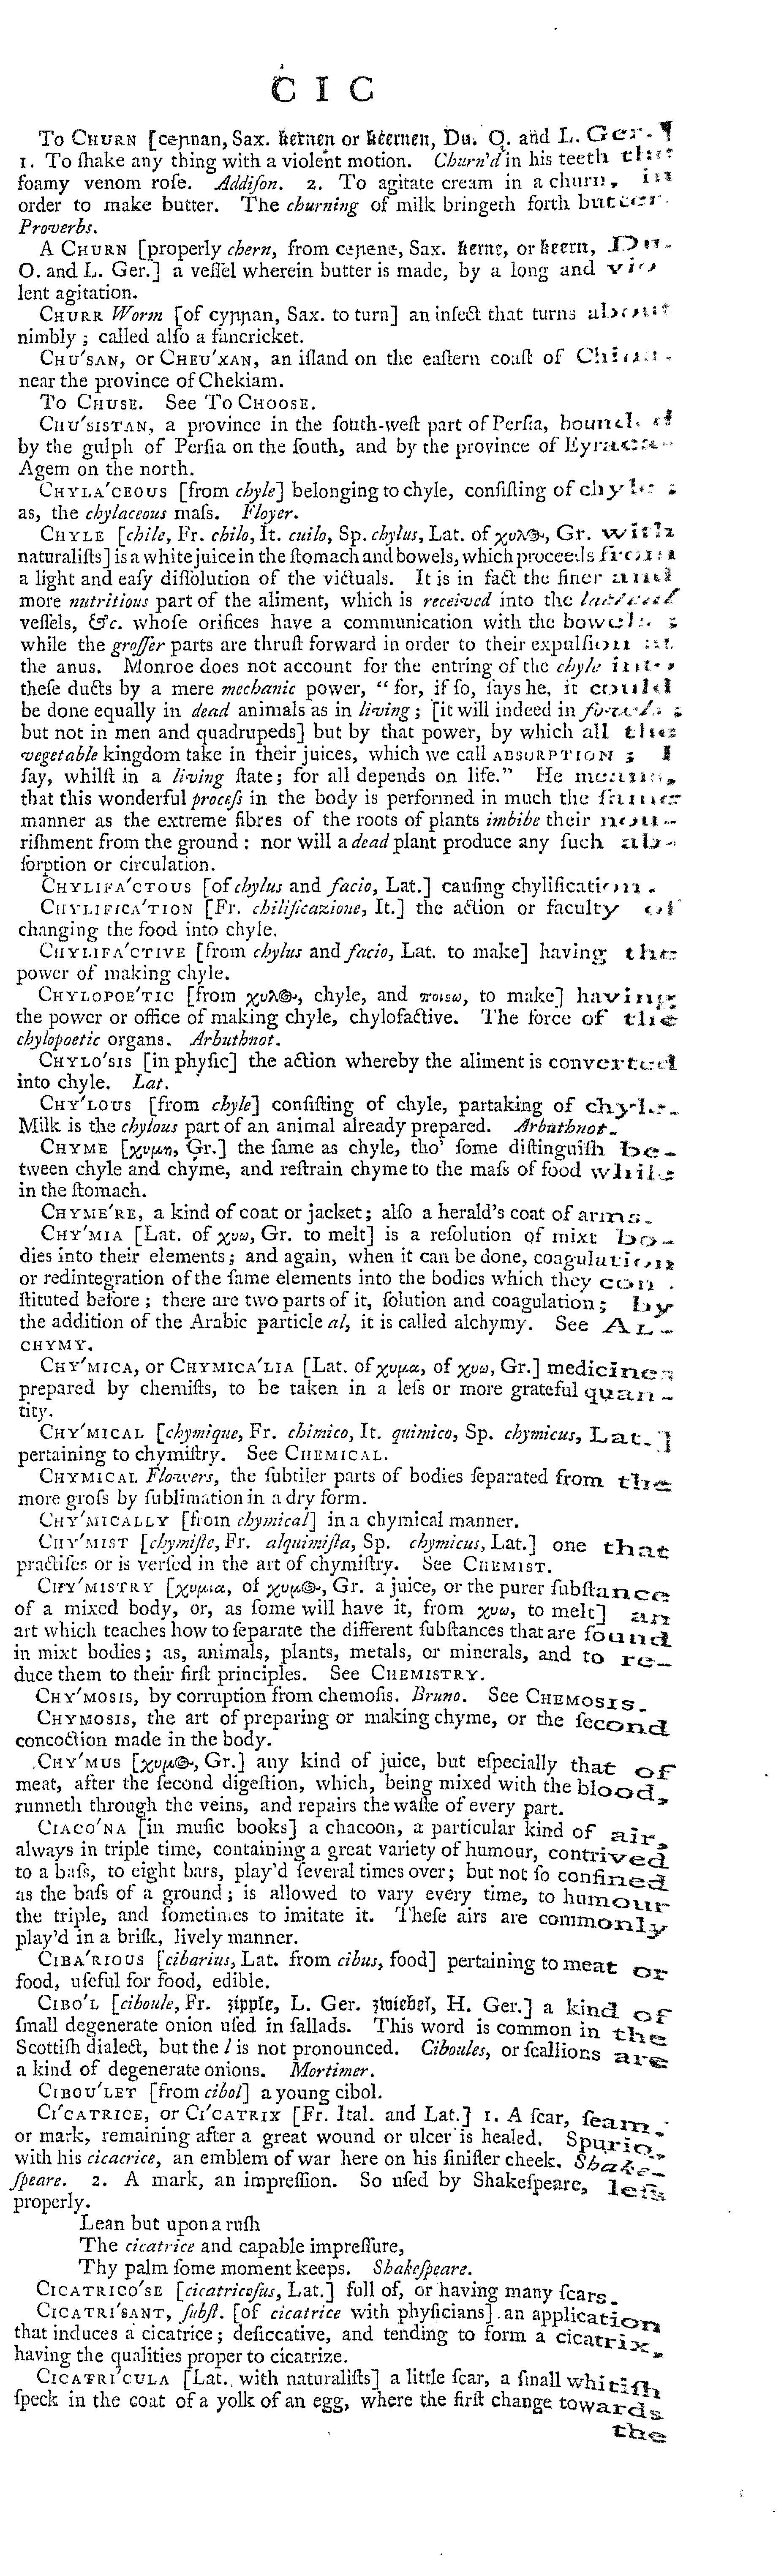 C I C
To CHURN [cepnan, Sax. kernen or kéernen, Du. O. and L. Ger.]
1. To ſhake any thing with a violent motion. Churn'd in his teeth the
foamy venom roſe. Addiſon. 2. To agitate cream in a churn, in
order to make butter. The churning of milk bringeth forth butter.
Proverbs.
A CHURN [properly chern, from cepene, Sax. kerne, or keern, Du.
O. and L. Ger.] a veſſel wherein butter is made, by a long and vio
lent agitation.
CHURR Worm [of cyppan, Sax. to turn] an inſect that turns about
nimbly; called alſo a fancricket.
CHU'SAN, or CHEU'XAN, an iſland on the eaſtern coaſt of China,
near the province of Chekiam.
To CHUSE. See To CHOOSE.
CHU'SISTAN, a province in the ſouth-weſt part of Perſia, bound
by the gulph of Perſia on the ſouth, and by the province of Eyraca-
Agem on the north.
CHYLA'CEOUS [from chyle] belonging to chyle, conſiſting of chyle;
as, the chylaceous maſs. Floyer.
CHYLE [chile, Fr. chilo, It. cuilo, Sp. chylus, Lat. of χυλος, Gr. with
naturaliſts] is a white juice in the ſtomach and bowels, which proceeds from
a light and eaſy diſſolution of the victuals. It is in fact the finer and
more nutritious part of the aliment, which is received into the lacteal
veſſels, &c. whoſe orifices have a communication with the bowels;
while the groſſer parts are thruſt forward in order to their expulſion at
the anus. Monroe does not account for the entring of the chyle into
theſe ducts by a mere mechanic power, “for, if ſo, ſays he, it could
be done equally in dead animals as in living; [it will indeed in fowls;
but not in men and quadrupeds] but by that power, by which all the
vegetable kingdom take in their juices, which we call ABSORPTION; I
ſay, whilſt in a living ſtate; for all depends on life.” He means,
that this wonderful proceſs in the body is performed in much the ſame
manner as the extreme fibres of the roots of plants imbibe their nou-
riſhment from the ground: nor will a dead plant produce any ſuch ab-
ſorption or circulation.
CHYLIFA'CTOUS [of chylus and facio, Lat.] cauſing chylification.
CHYLIFICA'TION [Fr. chilificazione, It.] the action or faculty of
changing the food into chyle.
CHYLIFA'CTIVE [from chylus and facio, Lat. to make] having the
power of making chyle.
CHYLOPOE'TIC [from χυλος, chyle, and ποιεω, to make] having
the power or office of making chyle, chylofactive. The force of the
chylopoetic organs. Arbuthnot.
CHYLO'SIS [in phyſic] the action whereby the aliment is converted
into chyle. Lat.
CHY'LOUS [from chyle] conſiſting of chyle, partaking of chyle.
Milk is the chylous part of an animal already prepared. Arbuthnot.
CHYME [χυμη, Gr.] the ſame as chyle, tho' ſome diſtinguiſh be-
tween chyle and chyme, and reſtrain chyme to the maſs of food while
in the ſtomach.
CHYME'RE, a kind of coat or jacket; alſo a herald's coat of arms.
CHY'MIA [Lat. of χυω, Gr. to melt] is a reſolution of mixt bo-
dies into their elements; and again, when it can be done, coagulation
or redintegration of the ſame elements into the bodies which they con
ſtituted before; there are two parts of it, ſolution and coagulation; by
the addition of the Arabic particle al, it is called alchymy. See AL-
CHYMY.
CHY'MICA, or CHYMICA'LIA [Lat. of χυμα, of χυω, Gr.] medicines
prepared by chemiſts, to be taken in a leſs or more grateful quan-
tity.
CHY'MICAL [chymique, Fr. chimico, It. quimico, Sp. chymicus, Lat.]
pertaining to chymiſtry. See CHEMICAL.
CHYMICAL Flowers, the ſubtiler parts of bodies ſeparated from the
more groſs by ſublimation in a dry form.
CHY'MICALLY [from chymical] in a chymical manner.
CHY'MIST [chymiſte, Fr. alquimiſta, Sp. chymicus, Lat.] one that
practiſes or is verſed in the art of chymiſtry. See CHEMIST.
CHY'MISTRY [χυμια, of χυμος, Gr. a juice, or the purer ſubſtance
of a mixed body, or, as ſome will have it, from χυω, to melt] an
art which teaches how to ſeparate the different ſubſtances that are found
in mixt bodies; as, animals, plants, metals, or minerals, and to re-
duce them to their firſt principles. See CHEMISTRY.
CHY'MOSIS, by corruption from chemoſis. Bruno. See CHEMOSIS.
CHYMOSIS, the art of preparing or making chyme, or the ſecond
concoction made in the body.
CHY'MUS [χυμος, Gr.] any kind of juice, but eſpecially that of
meat, after the ſecond digeſtion, which, being mixed with the blood,
runneth through the veins, and repairs the waſte of every part.
CIACO'NA [in muſic books] a chacoon, a particular kind of air,
always in triple time, containing a great variety of humour, contrived
to a baſs, to eight bars, play'd ſeveral times over; but not ſo confined
as the baſs of a ground; is allowed to vary every time, to humour
the triple, and ſometimes to imitate it. Theſe airs are commonly
play'd in a briſk, lively manner.
CIBA'RIOUS [cibarius, Lat. from cibus, food] pertaining to meat or
food, uſeful for food, edible.
CIBO'L [ciboule, Fr. zipple, L. Ger. zwiebel, H. Ger.] a kind of
ſmall degenerate onion uſed in ſallads. This word is common in the
Scottiſh dialect, but the l is not pronounced. Ciboules, or ſcallions are
a kind of degenerate onions. Mortimer.
CIBOU'LET [from cibol] a young cibol.
CI'CATRICE, or CI'CATRIX [Fr. Ital. and Lat.] 1. A ſcar, ſeam,
or mark, remaining after a great wound or ulcer is healed. Spurio,
with his cicacrice, an emblem of war here on his ſiniſter cheek. Shake-
ſpeare. 2. A mark, an impreſſion. So uſed by Shakeſpeare, leſs
properly.
Lean but upon a ruſh
The cicatrice and capable impreſſure,
Thy palm ſome moment keeps. Shakeſpeare.
CICATRICO'SE [cicatricoſus, Lat.] full of, or having many ſcars.
CICATRI'SANT, ſubſt. [of cicatrice with phyſicians] an application
that induces a cicatrice; deſiccative, and tending to form a cicatrix,
having the qualities proper to cicatrize.
CICATRI'CULA [Lat. with naturaliſts] a little ſcar, a ſmall whitiſh
ſpeck in the coat of a yolk of an egg, where the firſt change towards
the